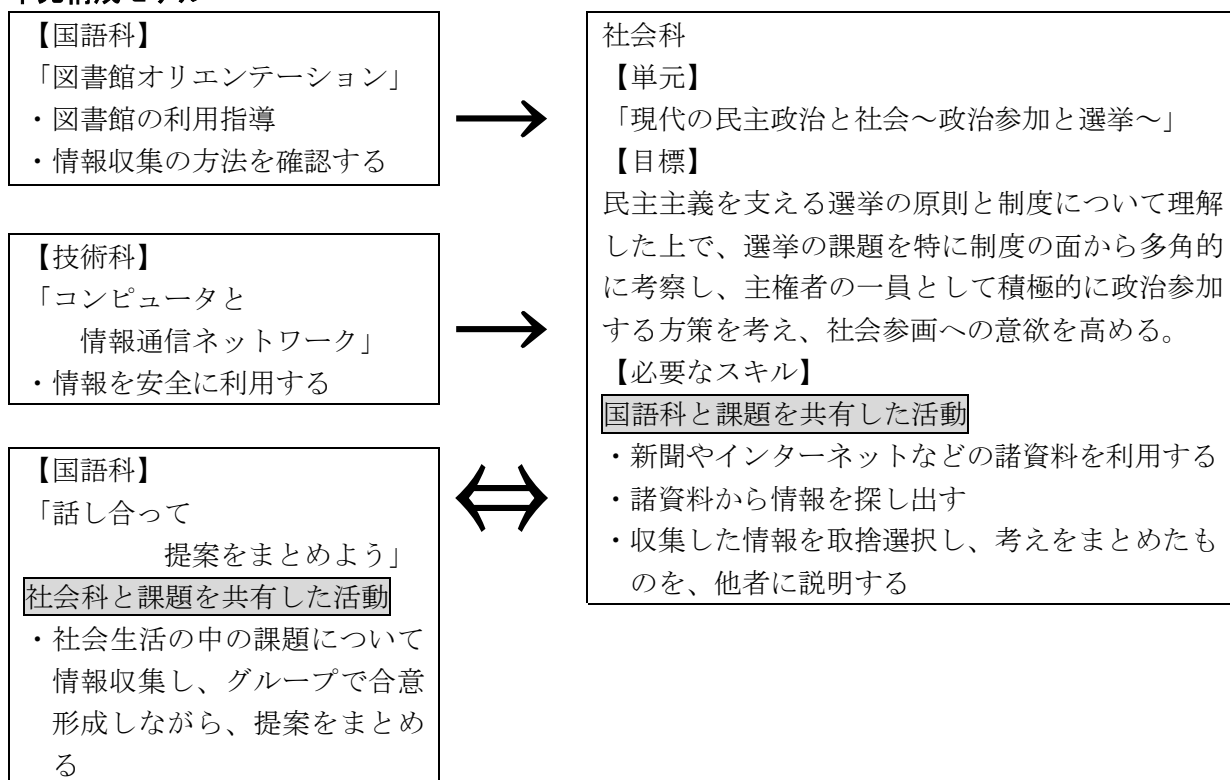 【国語科】
「図書館オリエンテーション」
・図書館の利用指導
・情報収集の方法を確認する
【技術科】
「コンピュータと
情報通信ネットワーク」
・情報を安全に利用する
【国語科】
「話し合って
提案をまとめよう」
社会科と課題を共有した活動
・社会生活の中の課題について
情報収集し、グループで合意
形成しながら、提案をまとめ
る
社会科
【単元】
「現代の民主政治と社会～政治参加と選挙～」
【目標】
民主主義を支える選挙の原則と制度について理解
した上で、選挙の課題を特に制度の面から多角的
に考察し、主権者の一員として積極的に政治参加
する方策を考え、社会参画への意欲を高める。
【必要なスキル】
国語科と課題を共有した活動
・新聞やインターネットなどの諸資料を利用する
・諸資料から情報を探し出す
・収集した情報を取捨選択し、考えをまとめたも
のを、他者に説明する